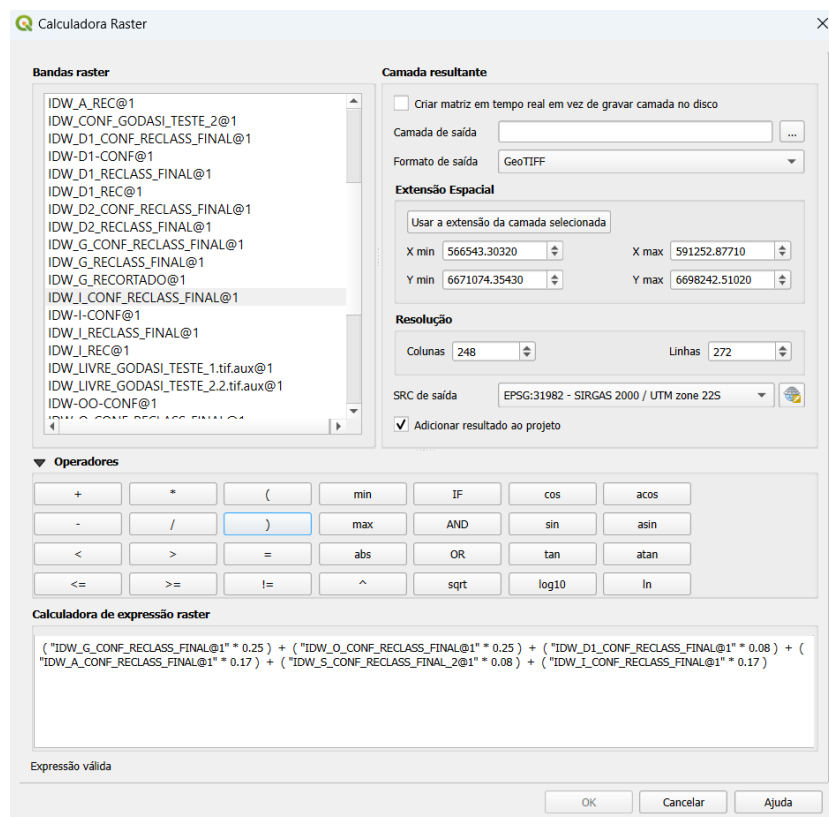 Calculadora Raster
Bandas raster
IDW_A_REC@1
IDW_CONF_GODASI_TESTE_2@1
IDW_D1_CONF_RECLASS_FINAL@1
IDW-D1-CONF@1
IDW_D1_RECLASS_FINAL@1
IDW_D1_REC@1
IDW_D2_CONF_RECLASS_FINAL@1
IDW_D2_RECLASS_FINAL@1
IDW_G_CONF_RECLASS_FINAL@1
IDW_G_RECLASS_FINAL@1
IDW_G_RECORTADO@1
IDW_I_CONF_RECLASS_FINAL@1
IDW-I-CONF@1
IDW_I_RECLASS_FINAL@1
IDW_I_REC@1
IDW_LIVRE_GODASI_TESTE_1.tif.aux@1
IDW_LIVRE_GODASI_TESTE_2.2.tif.aux@1
IDW-OO-CONF@1
IDW_O_CONF_RECLASS_FINAL@1
Camada resultante
Criar matriz em tempo real em vez de gravar camada no disco
Camada de saída ...
Formato de saída GeoTIFF
Extensão Espacial
Usar a extensão da camada selecionada
X min 566543.30320 X max 591252.87710
Y min 6671074.35430 Y max 6698242.51020
Resolução
Colunas 248 Linhas 272
SRC de saída EPSG:31982 - SIRGAS 2000 / UTM zone 22S
Adicionar resultado ao projeto
Operadores
+ * ( min IF cos acos
- / ) max AND sin asin
< > = abs OR tan atan
<= >= != ^ sqrt log10 ln
Calculadora de expressão raster
( "IDW_G_CONF_RECLASS_FINAL@1" * 0.25 ) + ( "IDW_O_CONF_RECLASS_FINAL@1" * 0.25 ) + ( "IDW_D1_CONF_RECLASS_FINAL@1" * 0.08 ) + (
"IDW_A_CONF_RECLASS_FINAL@1" * 0.17 ) + ( "IDW_S_CONF_RECLASS_FINAL_2@1" * 0.08 ) + ( "IDW_I_CONF_RECLASS_FINAL@1" * 0.17 )
Expressão válida
OK Cancelar Ajuda